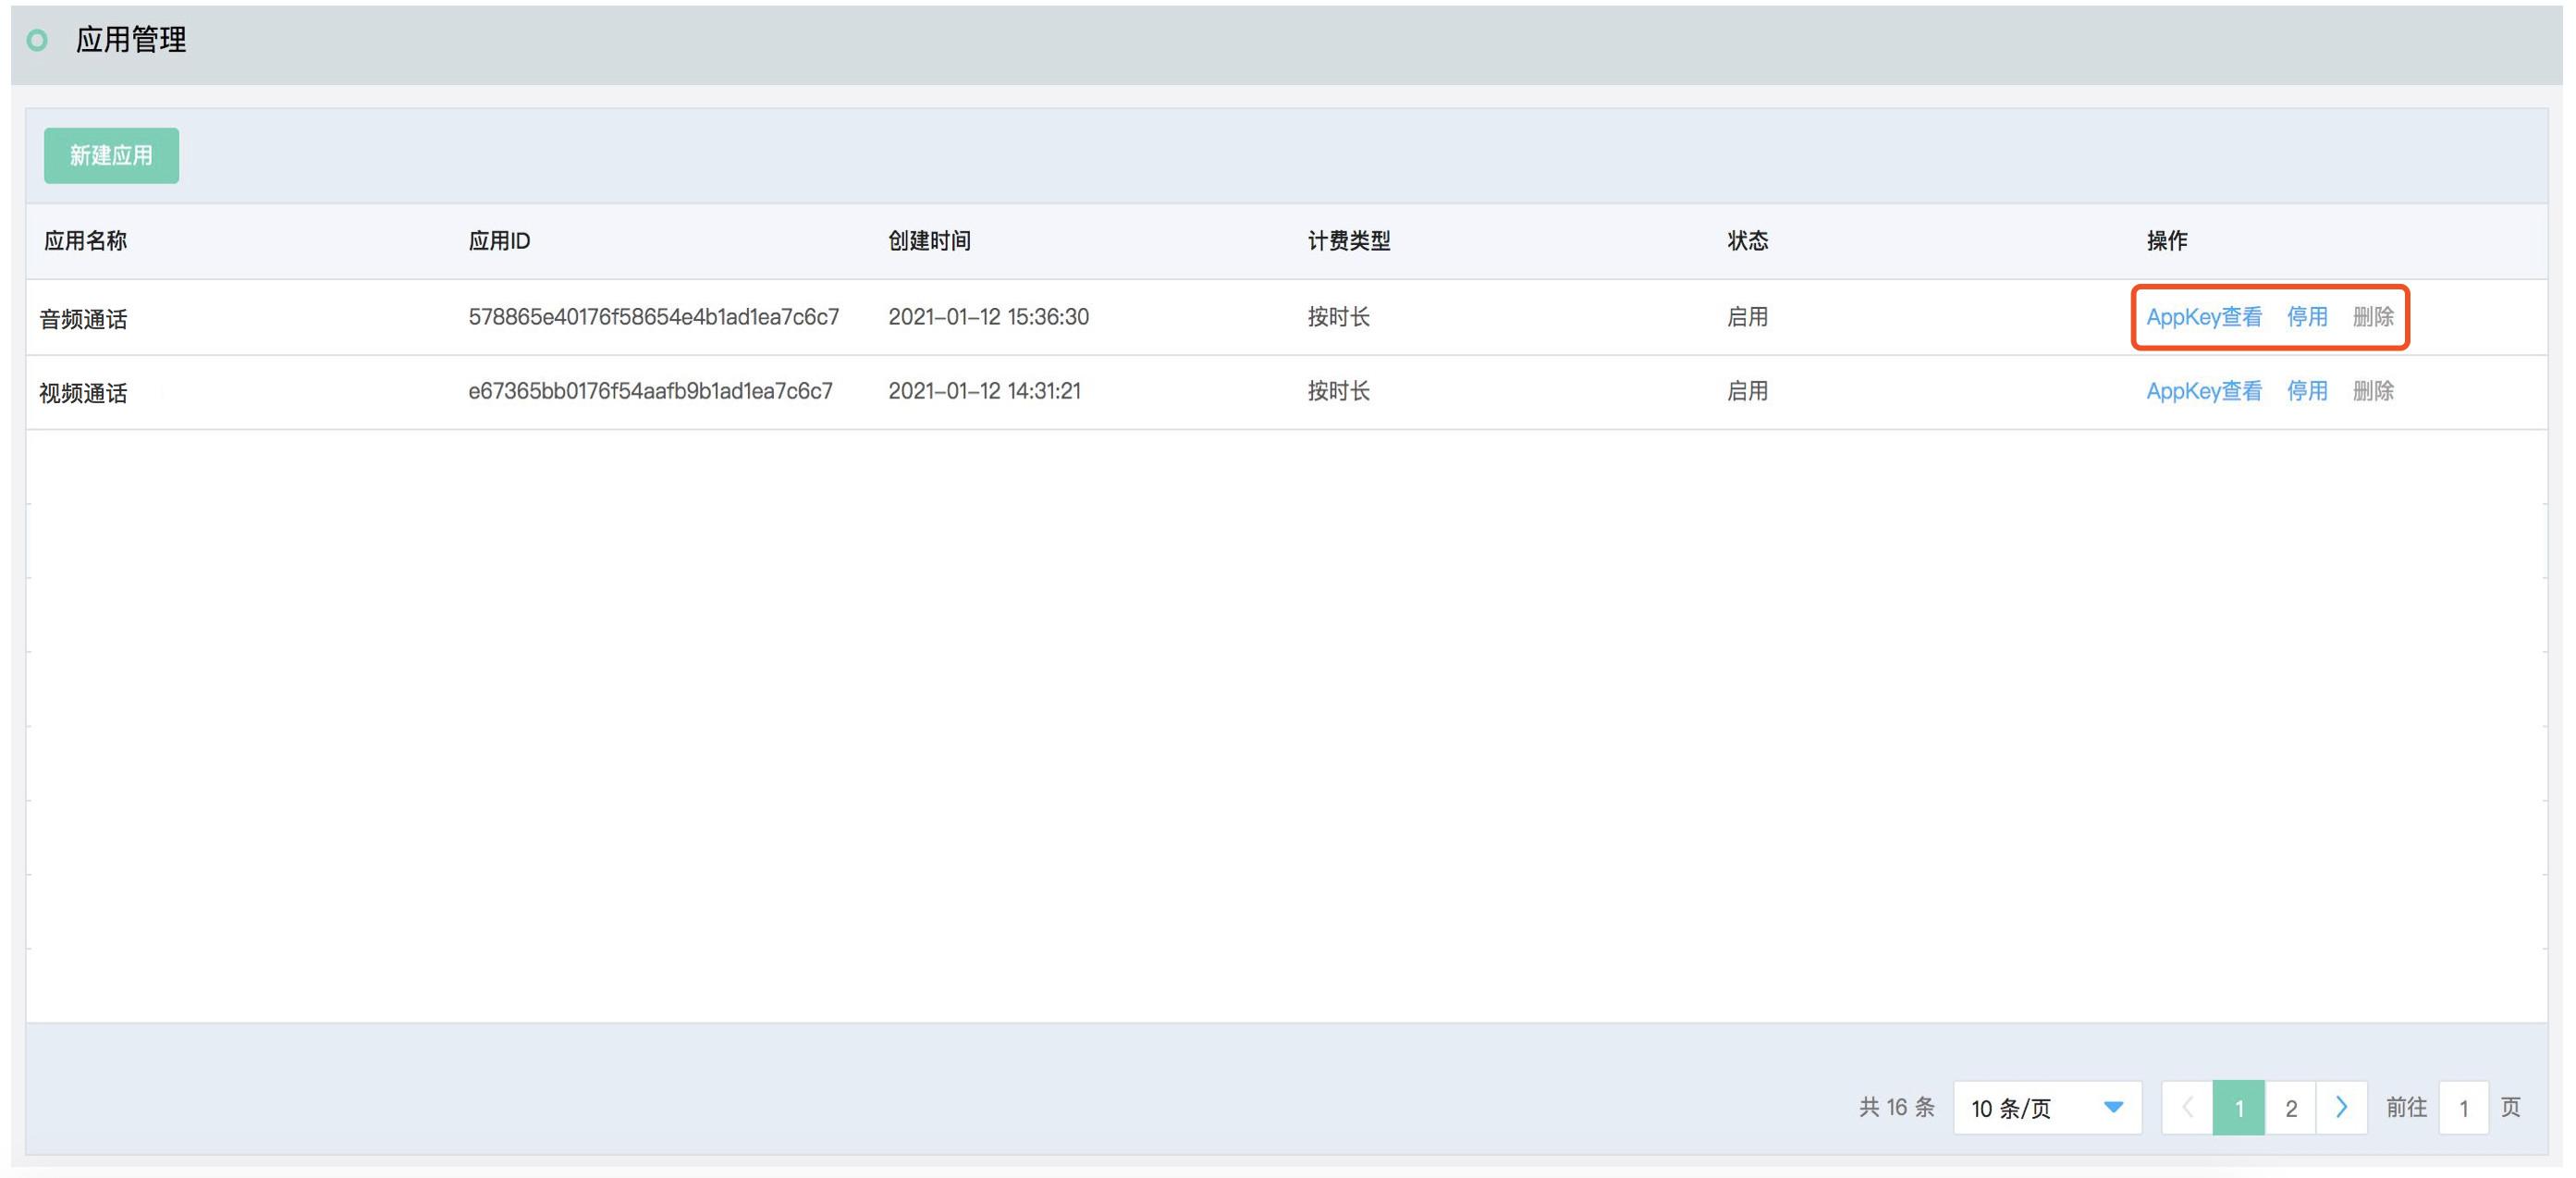 应用管理
新建应用
应用名称 应用ID 创建时间 计费类型 状态 操作
音频通话 578865e40176f58654e4b1ad1ea7c6c7 2021-01-12 15:36:30 按时长 启用 AppKey查看 停用 删除
视频通话 e67365bb0176f54aafb9b1ad1ea7c6c7 2021-01-12 14:31:21 按时长 启用 AppKey查看 停用 删除
共 16 条 10 条/页 1 2 前往 1 页